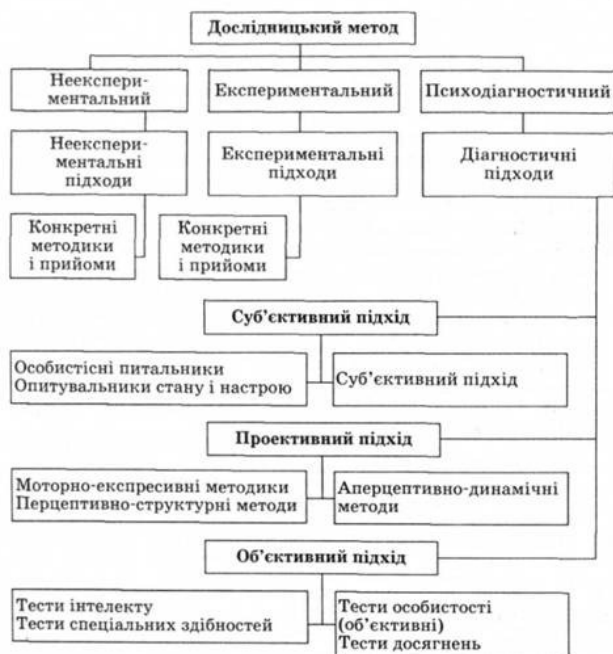 Дослідницький метод
Неекспери-
ментальний
Експериментальний
Психодіагностичний
Неекспери-
ментальні
підходи
Експериментальні
підходи
Діагностичні
підходи
Конкретні
методики
і прийоми
Конкретні
методики
і прийоми
Суб’єктивний підхід
Особистісні питальники
Опитувальники стану і настрою
Суб’єктивний підхід
Проективний підхід
Моторно-експресивні методики
Перцептивно-структурні методи
Аперцептивно-динамічні
методи
Об’єктивний підхід
Тести інтелекту
Тести спеціальних здібностей
Тести особистості
(об’єктивні)
Тести досягнень